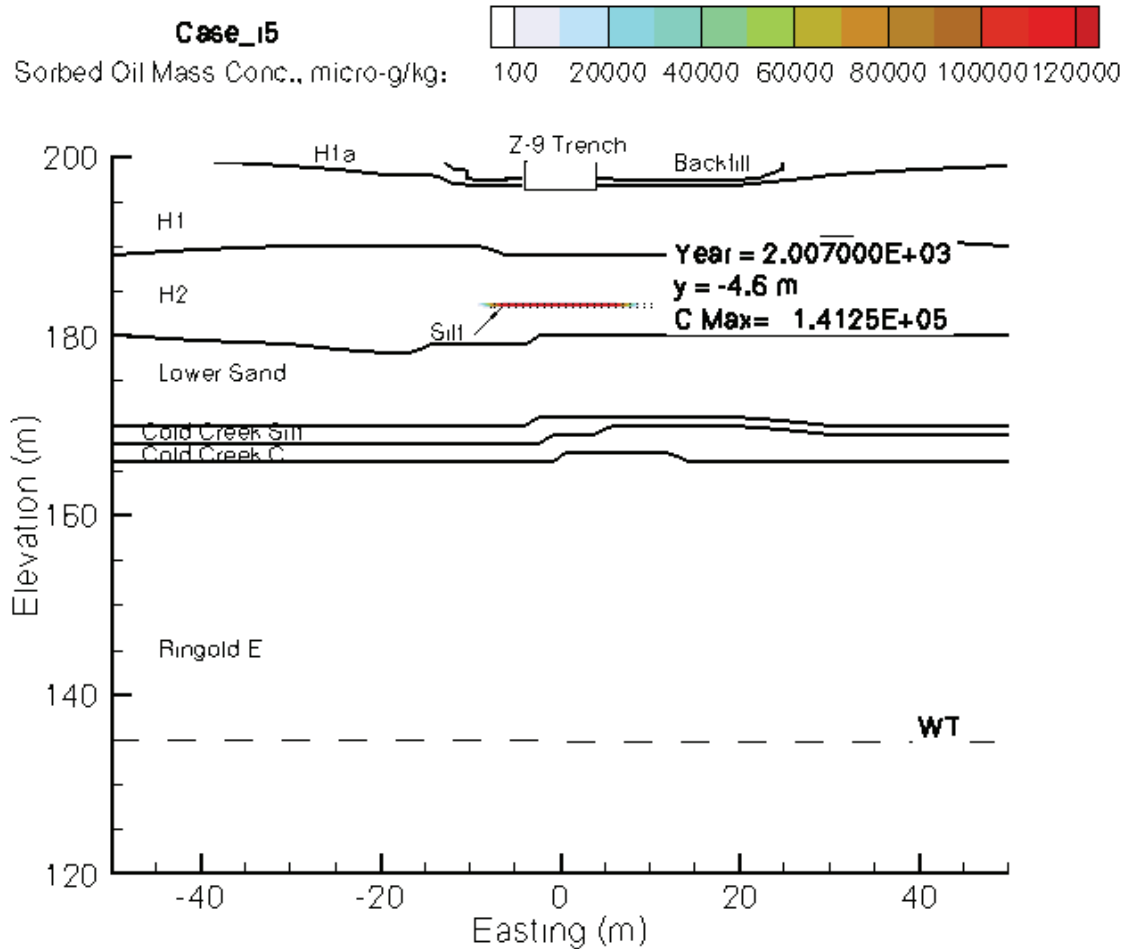 Case_i5
Sorbed Oil Mass Conc., micro-g/kg:
100 20000 40000 60000 80000 100000 120000
H1a
Z-9 Trench
Backfill
200
H1
Year = 2.007000E+03
y = -4.6 m
C Max= 1.4125E+05
H2
Silt
180
Lower Sand
Cold Creek Silt
Cold Creek C
160
Elevation (m)
Ringold E
140
WT
120
-40 -20 0 20 40
Easting (m)